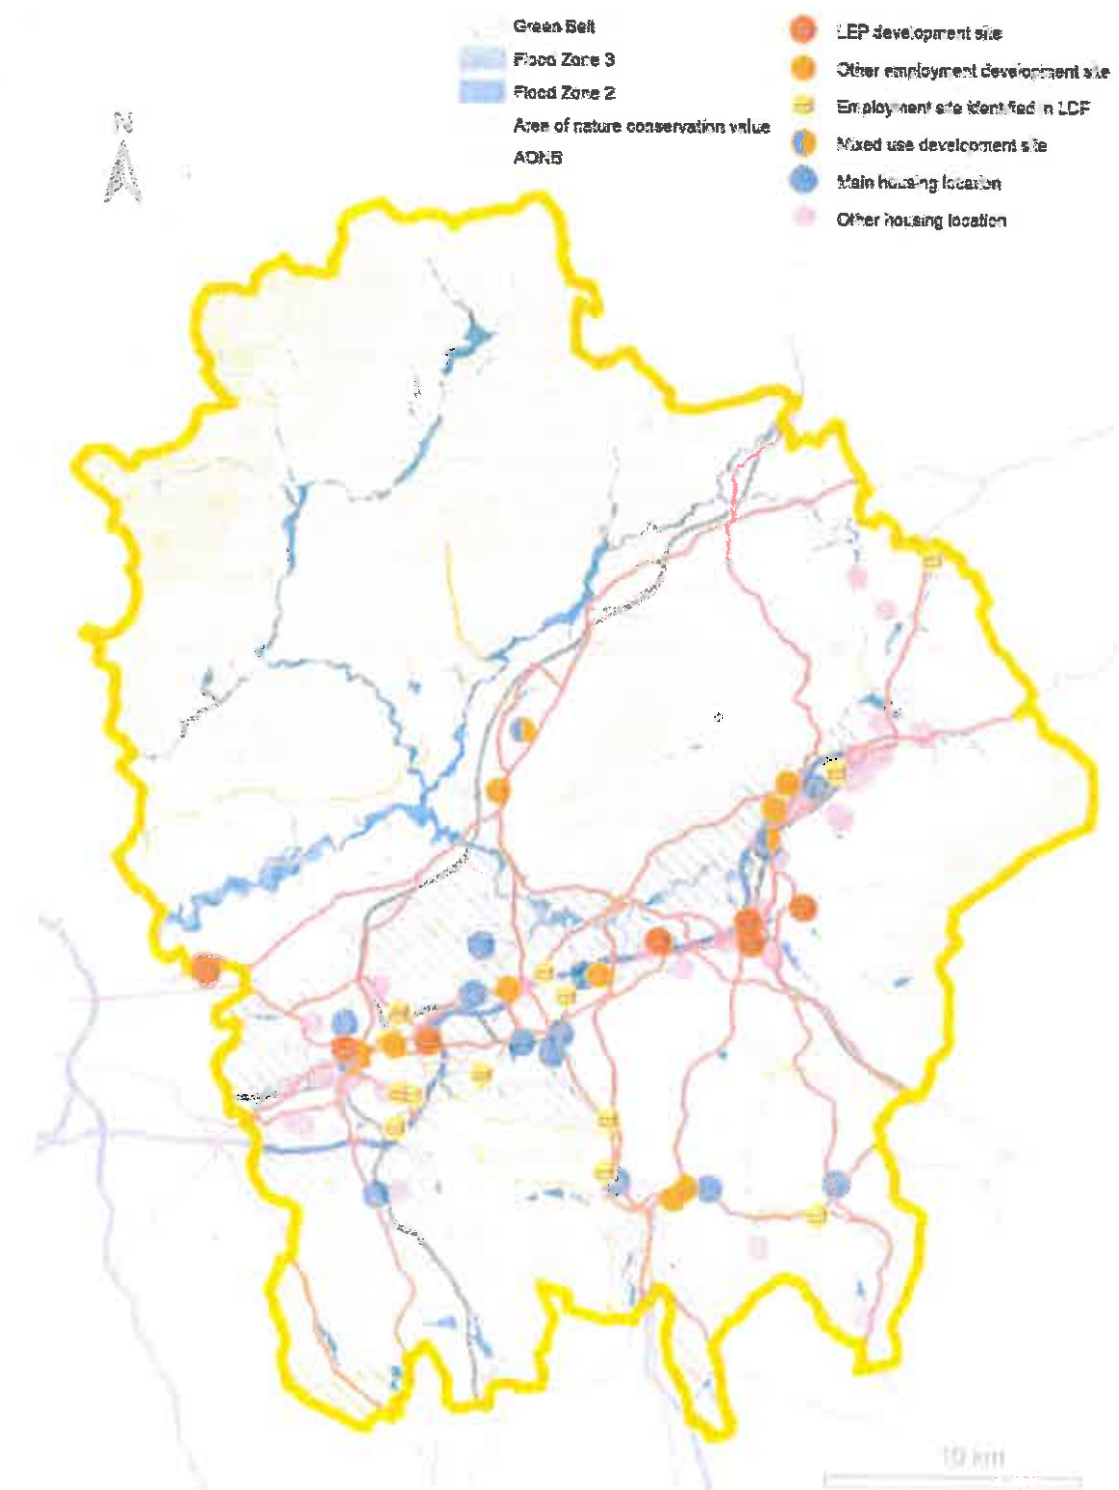 Green Belt
Flood Zone 3
Flood Zone 2
Area of nature conservation value
AONB
LEP development site
Other employment development site
Employment site identified in LDF
Mixed use development site
Main housing location
Other housing location
N
10 km